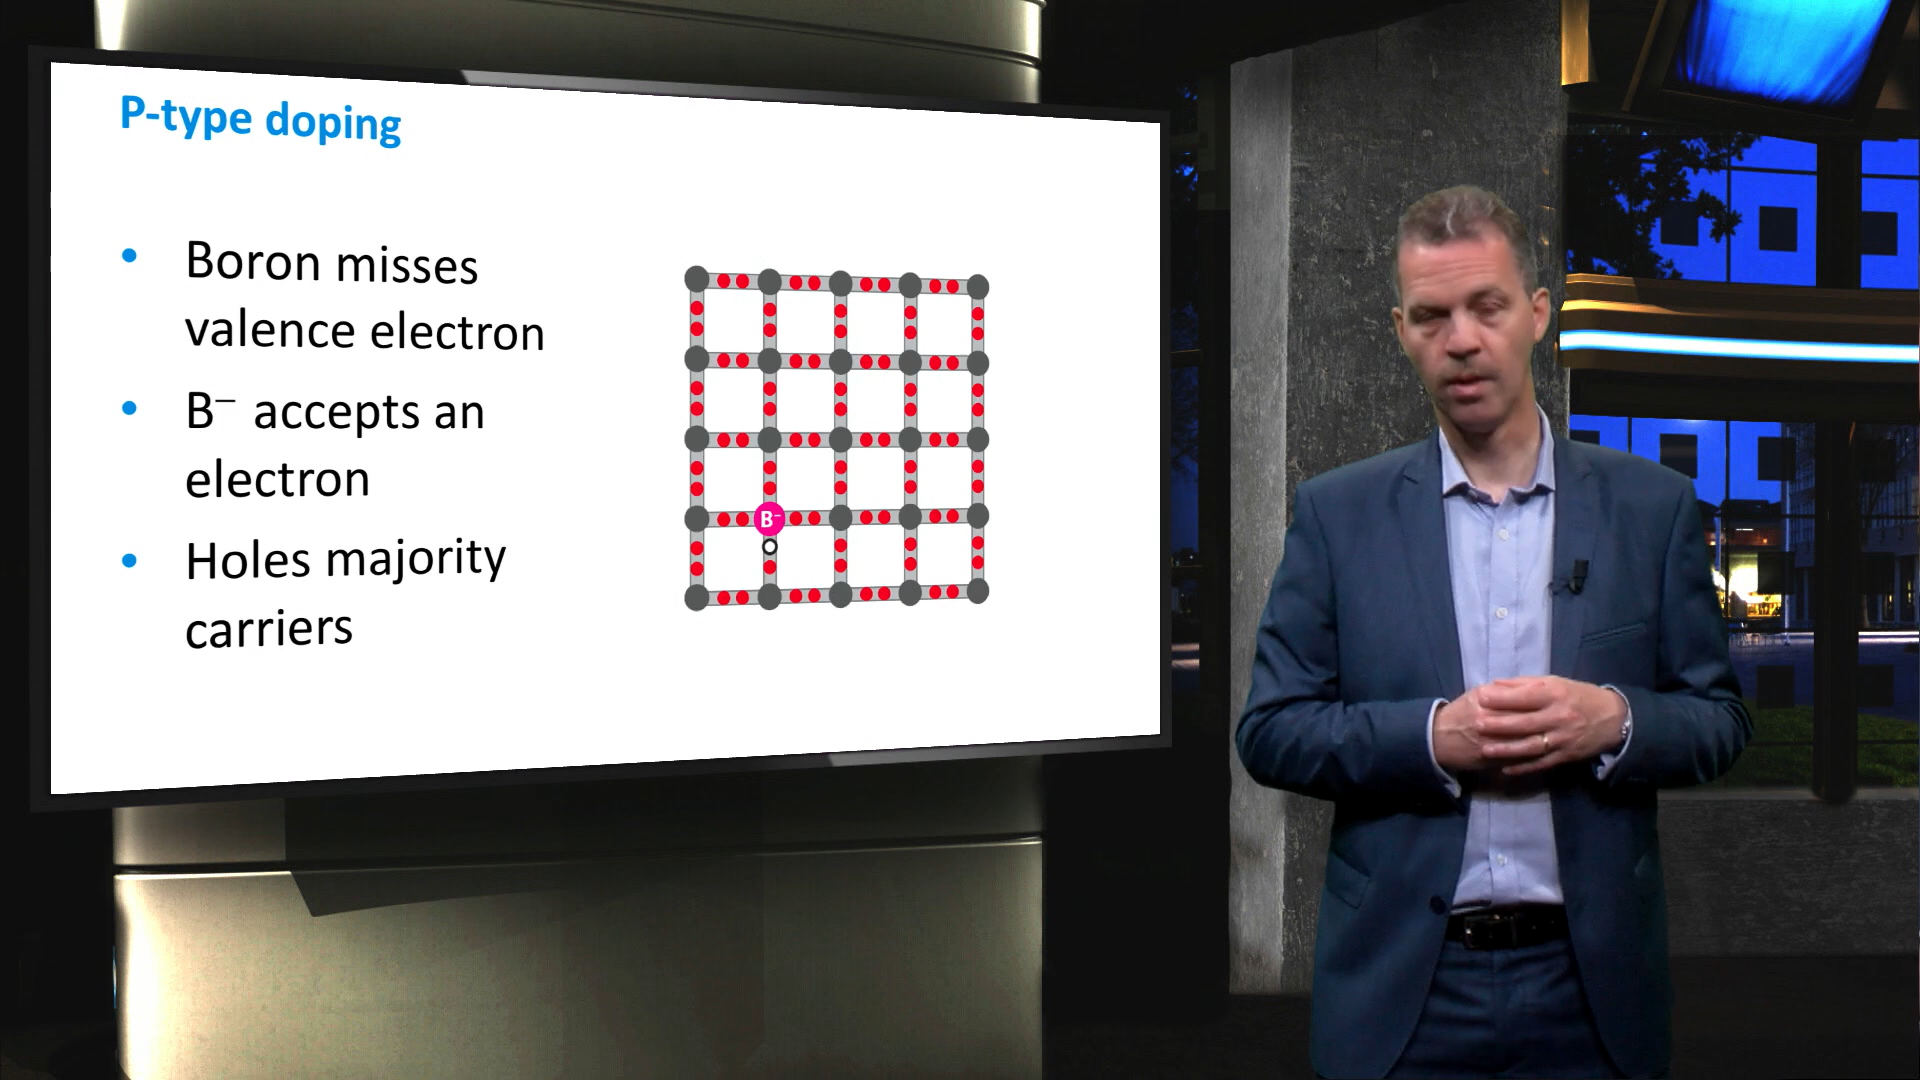 P-type doping
• Boron misses
valence electron
• B⁻ accepts an
electron
• Holes majority
carriers
B⁻